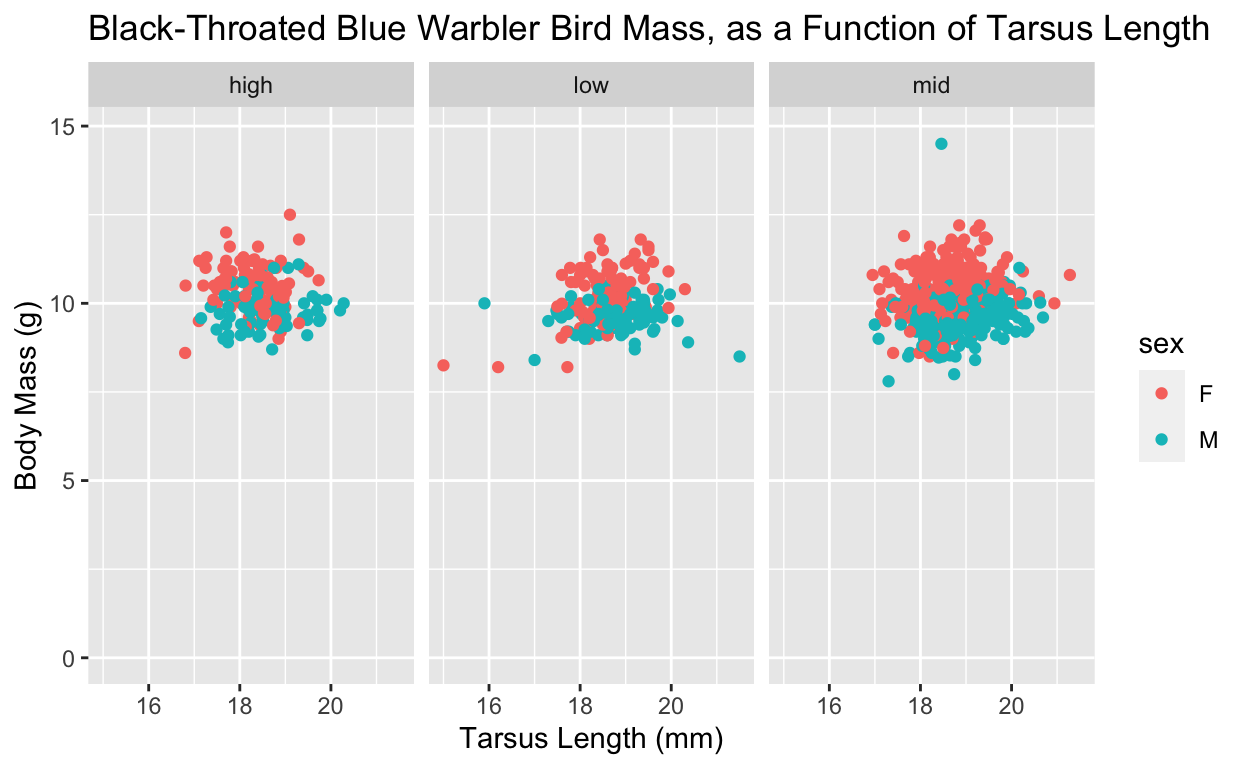 Black-Throated Blue Warbler Bird Mass, as a Function of Tarsus Length
high
low
mid
15
10
5
0
Body Mass (g)
16 18 20
16 18 20
16 18 20
Tarsus Length (mm)
sex
F
M